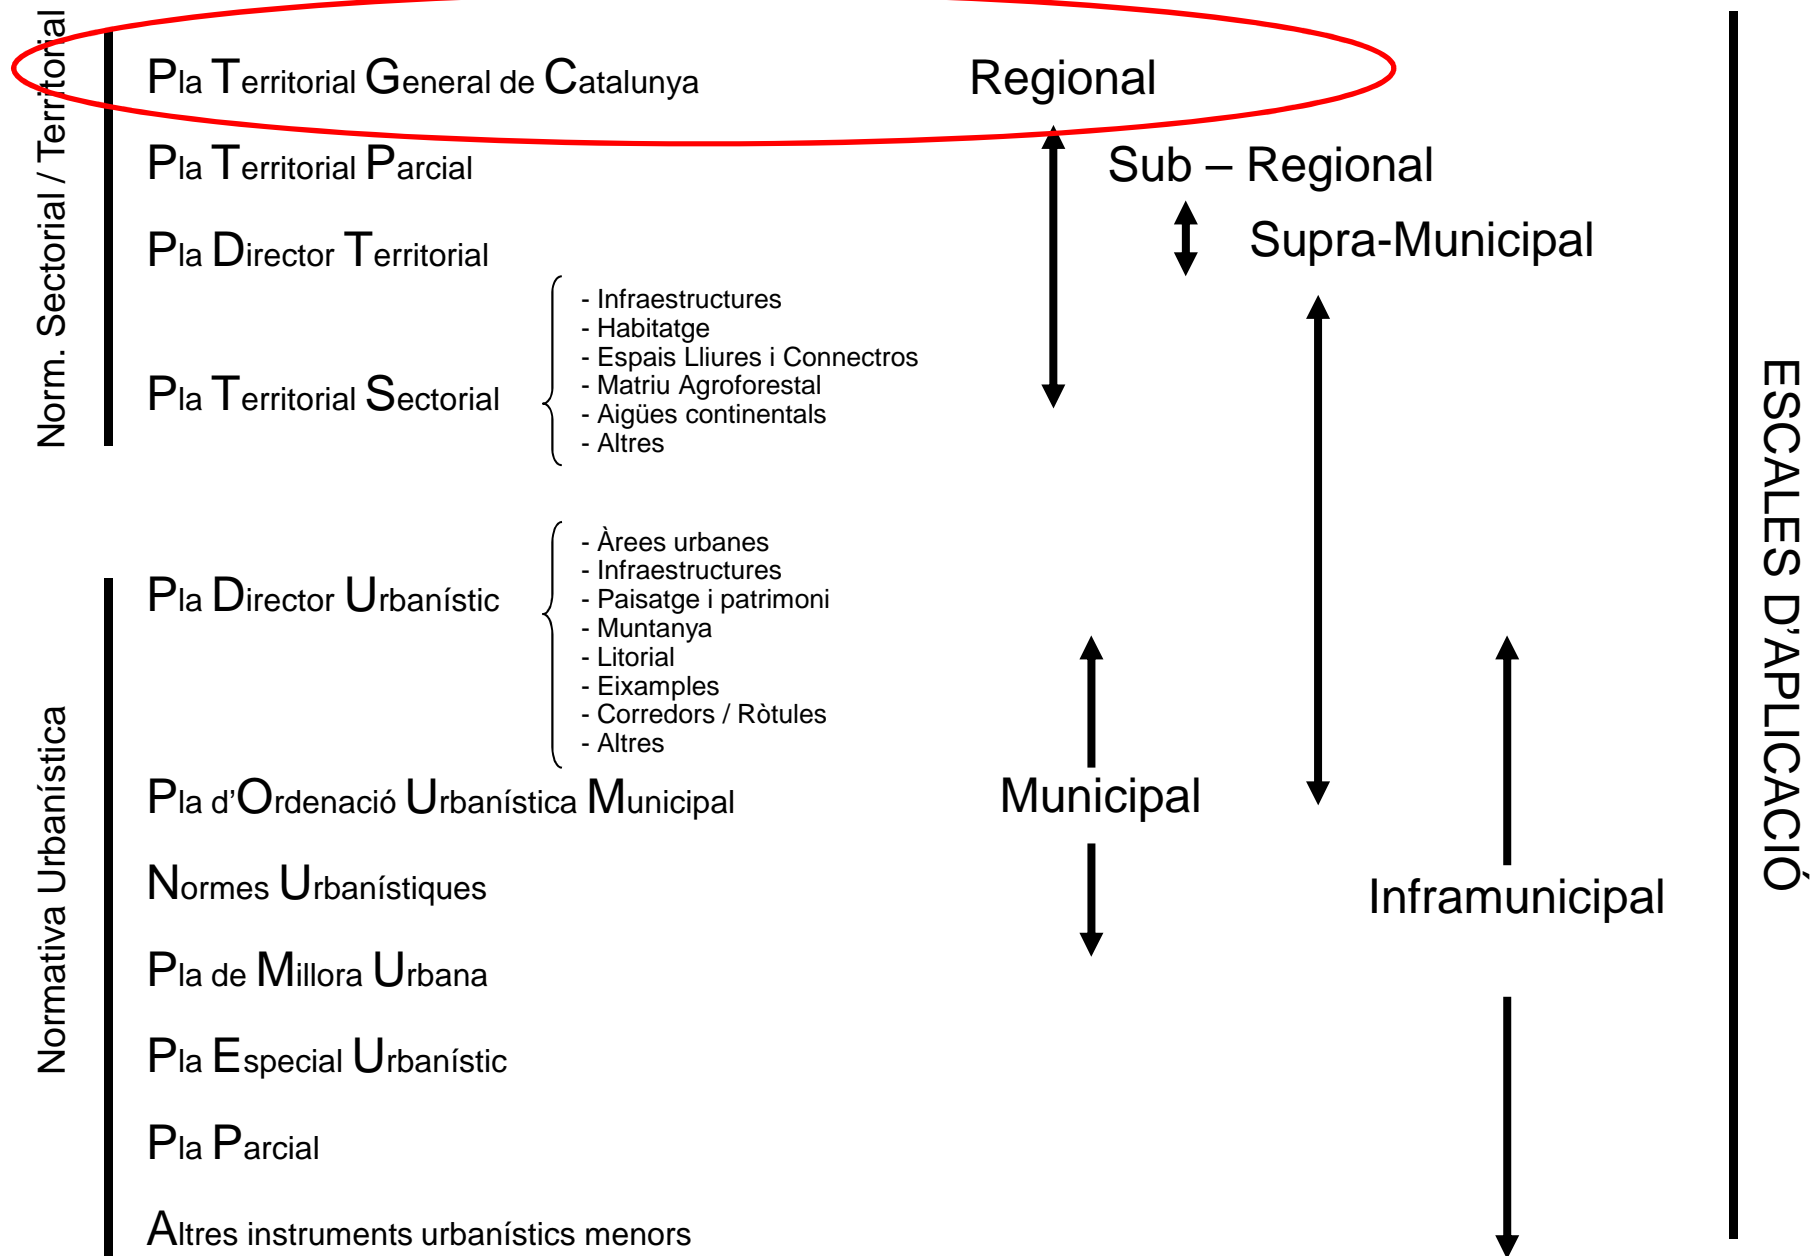 Norm. Sectorial / Territorial
Pla Territorial General de Catalunya
Regional
Pla Territorial Parcial
Sub – Regional
Pla Director Territorial
Supra-Municipal
Pla Territorial Sectorial
- Infraestructures
- Habitatge
- Espais Lliures i Connectros
- Matriu Agroforestal
- Aigües continentals
- Altres
Normativa Urbanística
Pla Director Urbanístic
- Àrees urbanes
- Infraestructures
- Paisatge i patrimoni
- Muntanya
- Litorial
- Eixamples
- Corredors / Ròtules
- Altres
Pla d’Ordenació Urbanística Municipal
Municipal
Normes Urbanístiques
Inframunicipal
Pla de Millora Urbana
Pla Especial Urbanístic
Pla Parcial
Altres instruments urbanístics menors
ESCALES D’APLICACIÓ